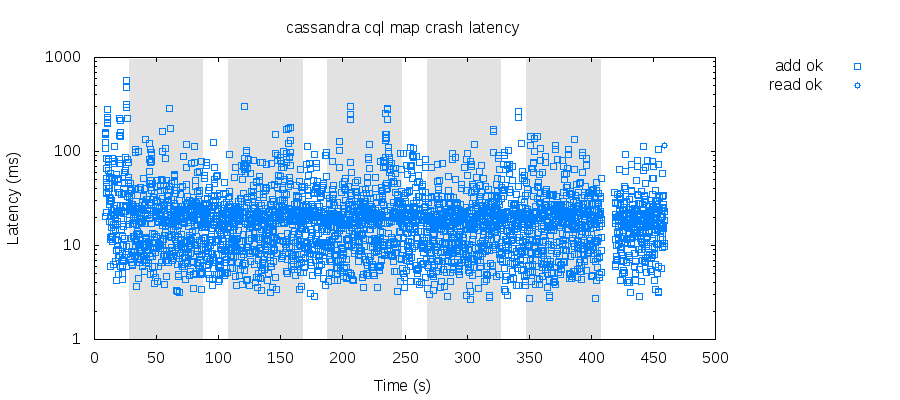 cassandra cql map crash latency
add ok
read ok
Latency (ms)
1000
100
10
1
0 50 100 150 200 250 300 350 400 450 500
Time (s)